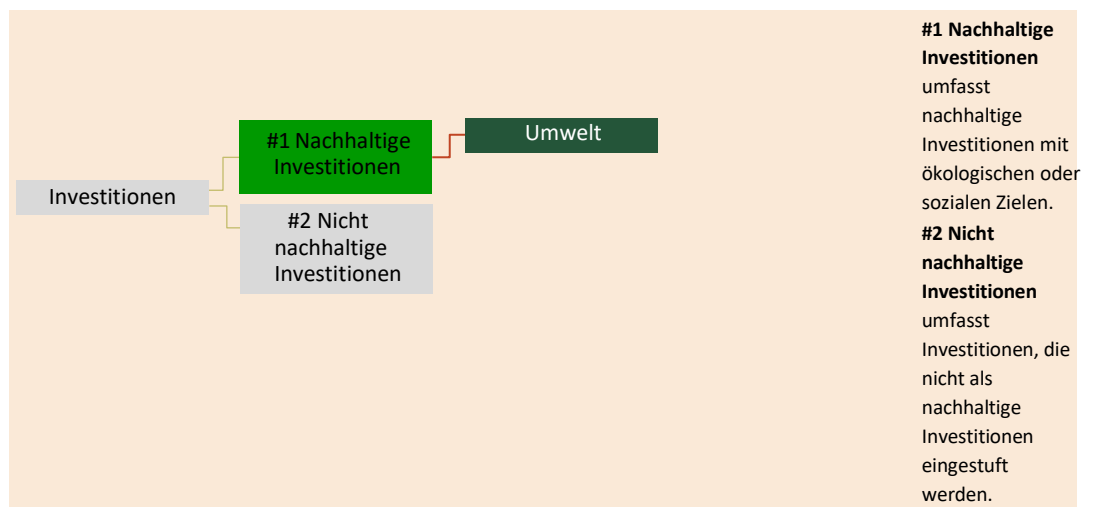 Investitionen
#1 Nachhaltige
Investitionen
Umwelt
#2 Nicht
nachhaltige
Investitionen
#1 Nachhaltige
Investitionen
umfasst
nachhaltige
Investitionen mit
ökologischen oder
sozialen Zielen.
#2 Nicht
nachhaltige
Investitionen
umfasst
Investitionen, die
nicht als
nachhaltige
Investitionen
eingestuft
werden.